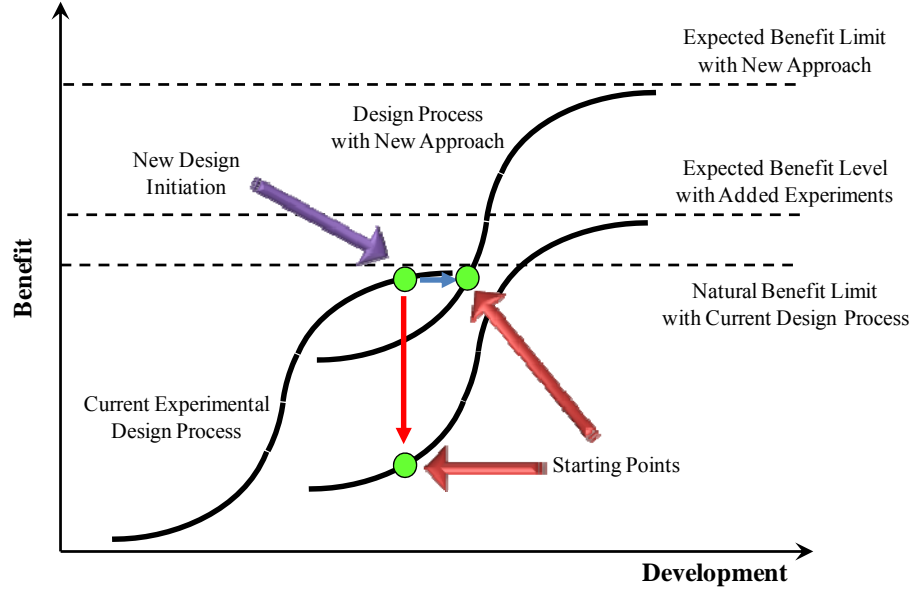 Expected Benefit Limit
with New Approach
Design Process
with New Approach
New Design
Initiation
Expected Benefit Level
with Added Experiments
Benefit
Natural Benefit Limit
with Current Design Process
Current Experimental
Design Process
Starting Points
Development